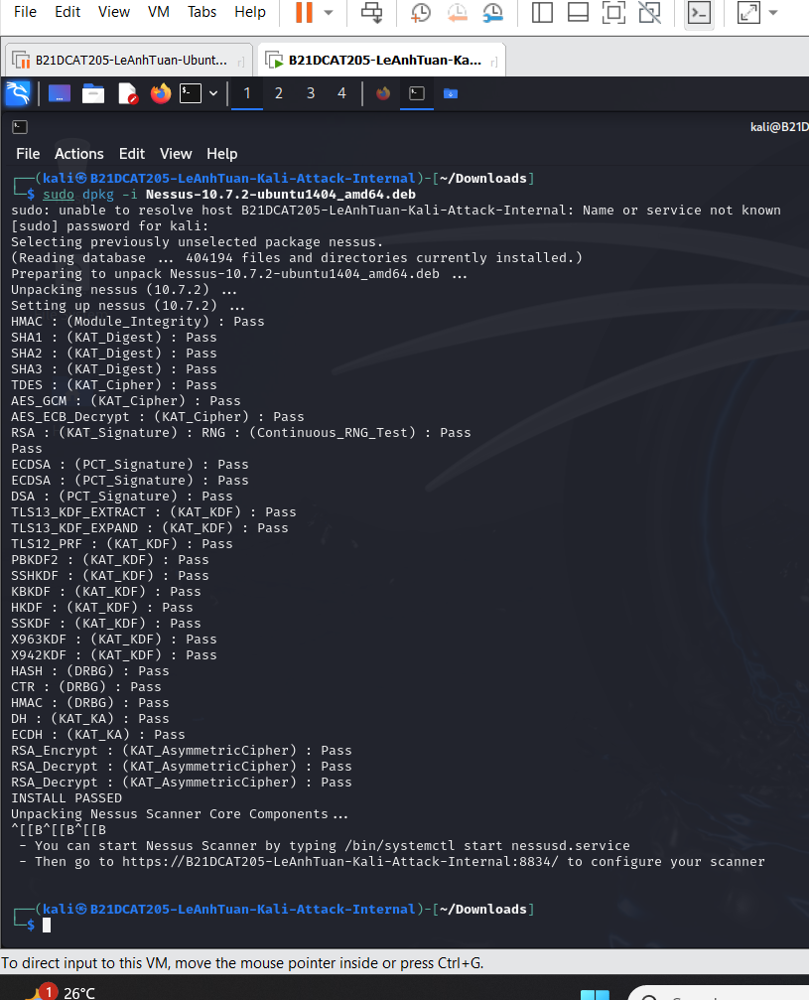 File Edit View VM Tabs Help
B21DCAT205-LeAnhTuan-Ubunt...
B21DCAT205-LeAnhTuan-Ka...
1 2 3 4
kali@B21D
File Actions Edit View Help
┌──(kali㉿B21DCAT205-LeAnhTuan-Kali-Attack-Internal)-[~/Downloads]
└─$ sudo dpkg -i Nessus-10.7.2-ubuntu1404_amd64.deb
sudo: unable to resolve host B21DCAT205-LeAnhTuan-Kali-Attack-Internal: Name or service not known
[sudo] password for kali:
Selecting previously unselected package nessus.
(Reading database ... 404194 files and directories currently installed.)
Preparing to unpack Nessus-10.7.2-ubuntu1404_amd64.deb ...
Unpacking nessus (10.7.2) ...
Setting up nessus (10.7.2) ...
HMAC : (Module_Integrity) : Pass
SHA1 : (KAT_Digest) : Pass
SHA2 : (KAT_Digest) : Pass
SHA3 : (KAT_Digest) : Pass
TDES : (KAT_Cipher) : Pass
AES_GCM : (KAT_Cipher) : Pass
AES_ECB_Decrypt : (KAT_Cipher) : Pass
RSA : (KAT_Signature) : RNG : (Continuous_RNG_Test) : Pass
Pass
ECDSA : (PCT_Signature) : Pass
ECDSA : (PCT_Signature) : Pass
DSA : (PCT_Signature) : Pass
TLS13_KDF_EXTRACT : (KAT_KDF) : Pass
TLS13_KDF_EXPAND : (KAT_KDF) : Pass
TLS12_PRF : (KAT_KDF) : Pass
PBKDF2 : (KAT_KDF) : Pass
SSHKDF : (KAT_KDF) : Pass
KBKDF : (KAT_KDF) : Pass
HKDF : (KAT_KDF) : Pass
SSKDF : (KAT_KDF) : Pass
X963KDF : (KAT_KDF) : Pass
X942KDF : (KAT_KDF) : Pass
HASH : (DRBG) : Pass
CTR : (DRBG) : Pass
HMAC : (DRBG) : Pass
DH : (KAT_KA) : Pass
ECDH : (KAT_KA) : Pass
RSA_Encrypt : (KAT_AsymmetricCipher) : Pass
RSA_Decrypt : (KAT_AsymmetricCipher) : Pass
RSA_Decrypt : (KAT_AsymmetricCipher) : Pass
INSTALL PASSED
Unpacking Nessus Scanner Core Components...
^[[B^[[B^[[B
- You can start Nessus Scanner by typing /bin/systemctl start nessusd.service
- Then go to https://B21DCAT205-LeAnhTuan-Kali-Attack-Internal:8834/ to configure your scanner
┌──(kali㉿B21DCAT205-LeAnhTuan-Kali-Attack-Internal)-[~/Downloads]
└─$
To direct input to this VM, move the mouse pointer inside or press Ctrl+G.
1 26°C